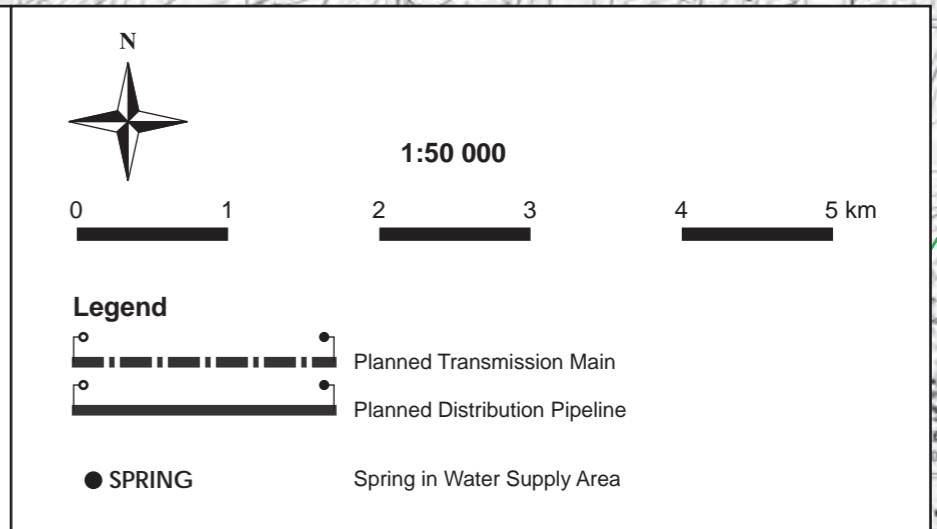 N
1:50 000
0 1 2 3 4 5 km
Legend
Planned Transmission Main
Planned Distribution Pipeline
SPRING Spring in Water Supply Area